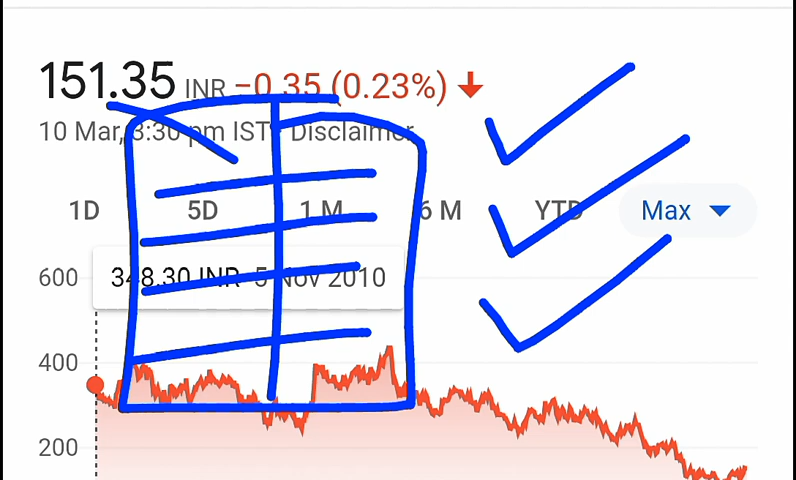 151.35 INR −0.35 (0.23%)
10 Mar, 3:30 pm IST · Disclaimer
1D 5D 1 M 6 M YTD Max
348.30 INR 5 Nov 2010
600
400
200